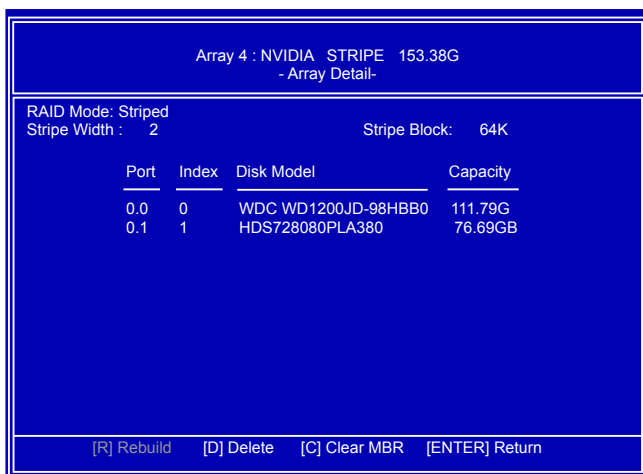 Array 4 : NVIDIA STRIPE 153.38G
- Array Detail-
RAID Mode: Striped
Stripe Width : 2 Stripe Block: 64K
Port Index Disk Model Capacity
0.0 0 WDC WD1200JD-98HBB0 111.79G
0.1 1 HDS728080PLA380 76.69GB
[R] Rebuild [D] Delete [C] Clear MBR [ENTER] Return